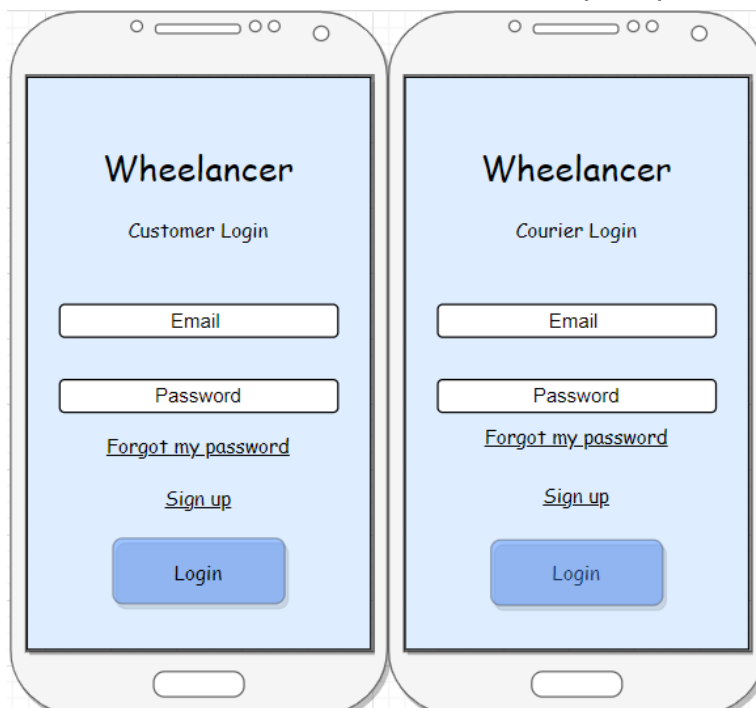 Wheelancer
Customer Login
Email
Password
Forgot my password
Sign up
Login
Wheelancer
Courier Login
Email
Password
Forgot my password
Sign up
Login